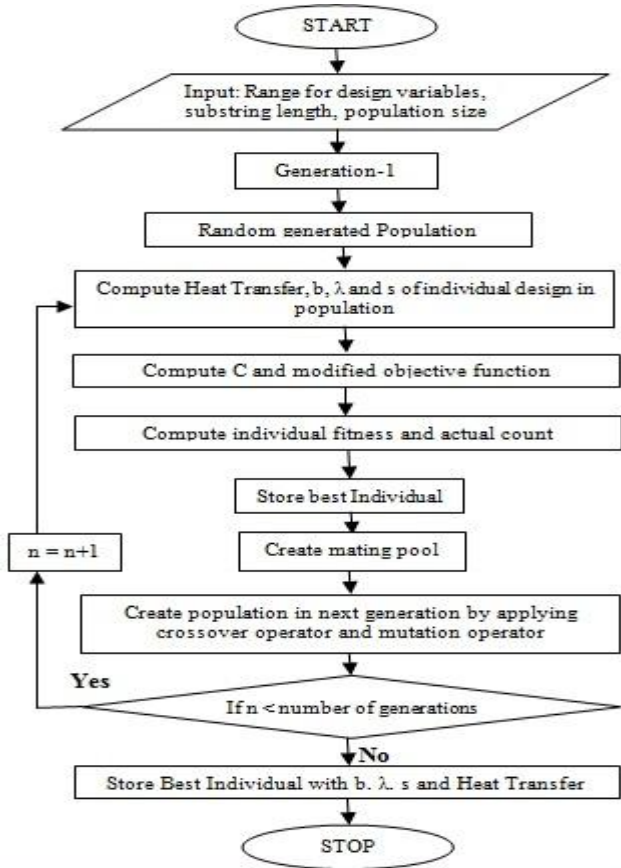 START
Input: Range for design variables,
substring length, population size
Generation-1
Random generated Population
Compute Heat Transfer, b, λ and s of individual design in
population
Compute C and modified objective function
Compute individual fitness and actual count
Store best Individual
n = n+1
Create mating pool
Create population in next generation by applying
crossover operator and mutation operator
Yes
If n < number of generations
No
Store Best Individual with b. λ. s and Heat Transfer
STOP